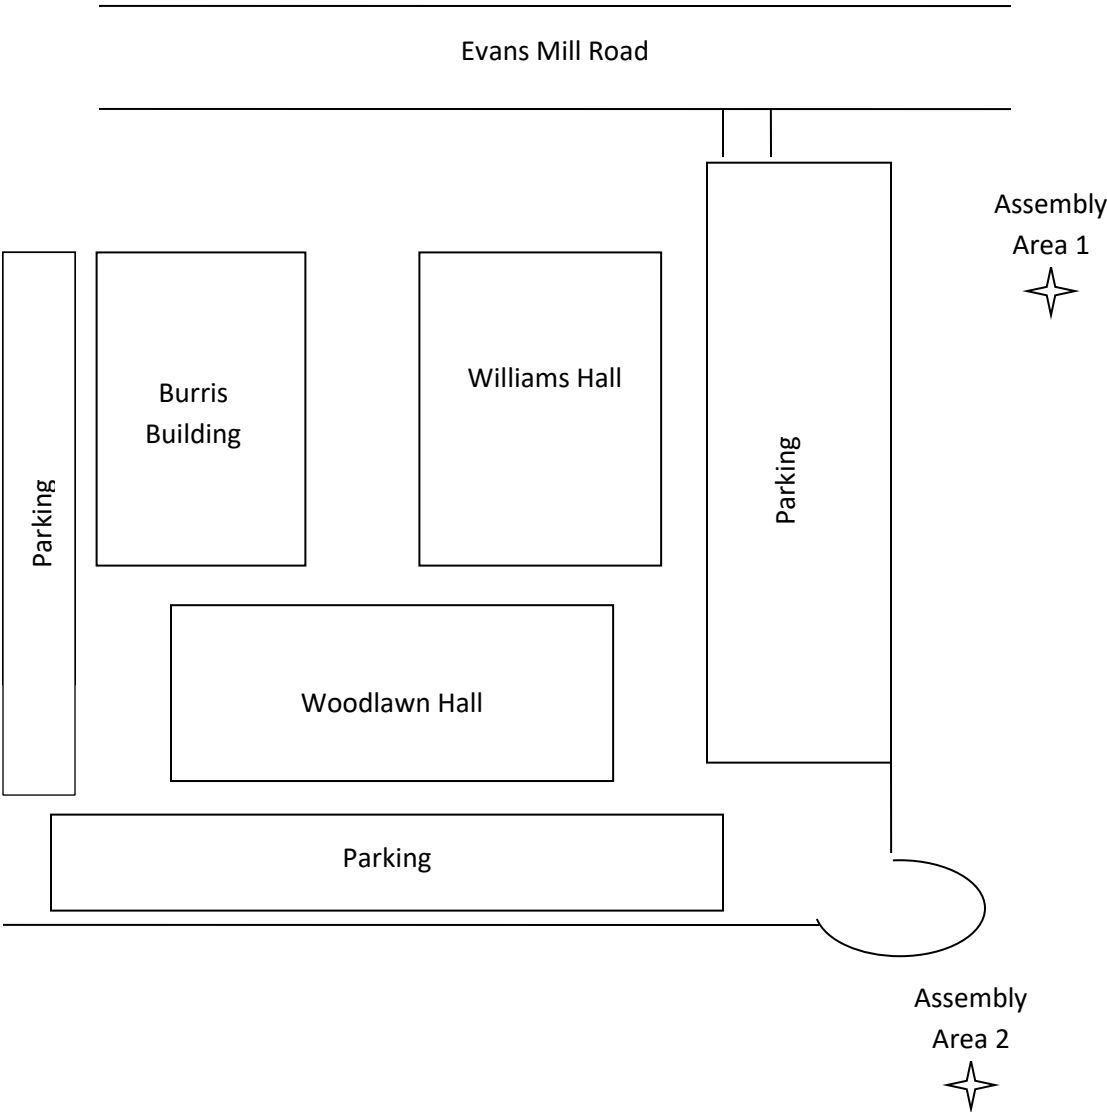 Evans Mill Road
Assembly
Area 1
Williams Hall
Burris
Building
Parking
Parking
Woodlawn Hall
Parking
Assembly
Area 2